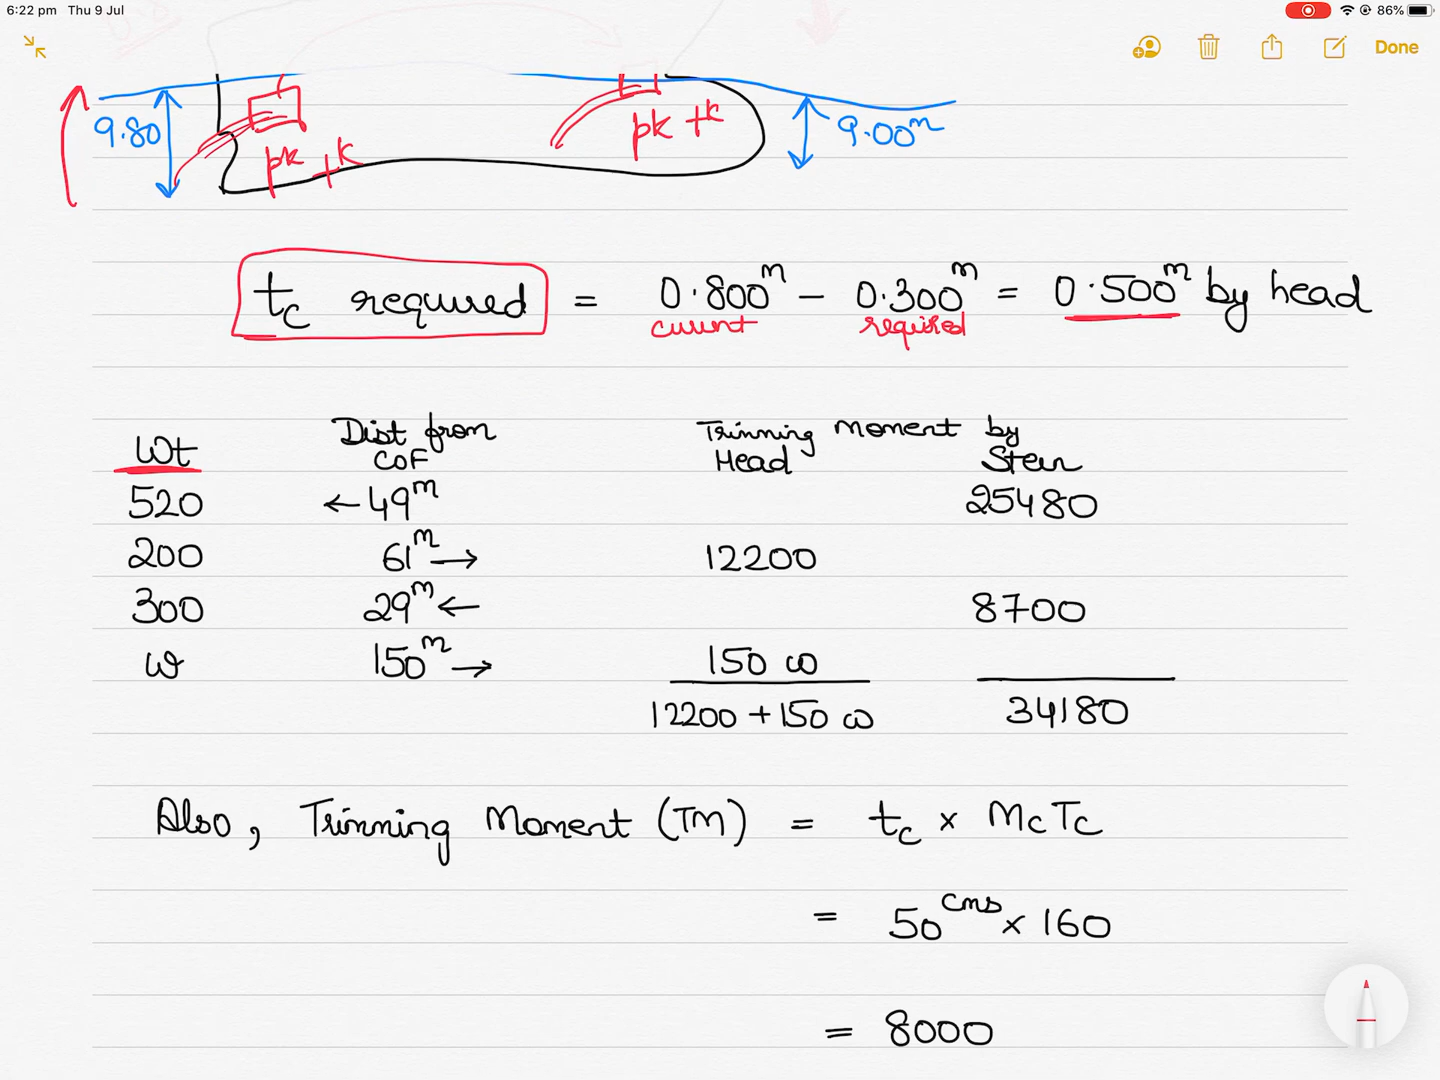 6:22 pm Thu 9 Jul
86%
Done
9.80
pk tk
pk tk
9.00m
tc required = 0.800m - 0.300m = 0.500m by head
current required
Wt Dist from COF Trimming Moment by
Head Stern
520 ← 49m 25480
200 61m → 12200
300 29m ← 8700
w 150m → 150 w
12200 + 150 w 34180
Also, Trimming Moment (TM) = tc × MCTC
= 50cms × 160
= 8000